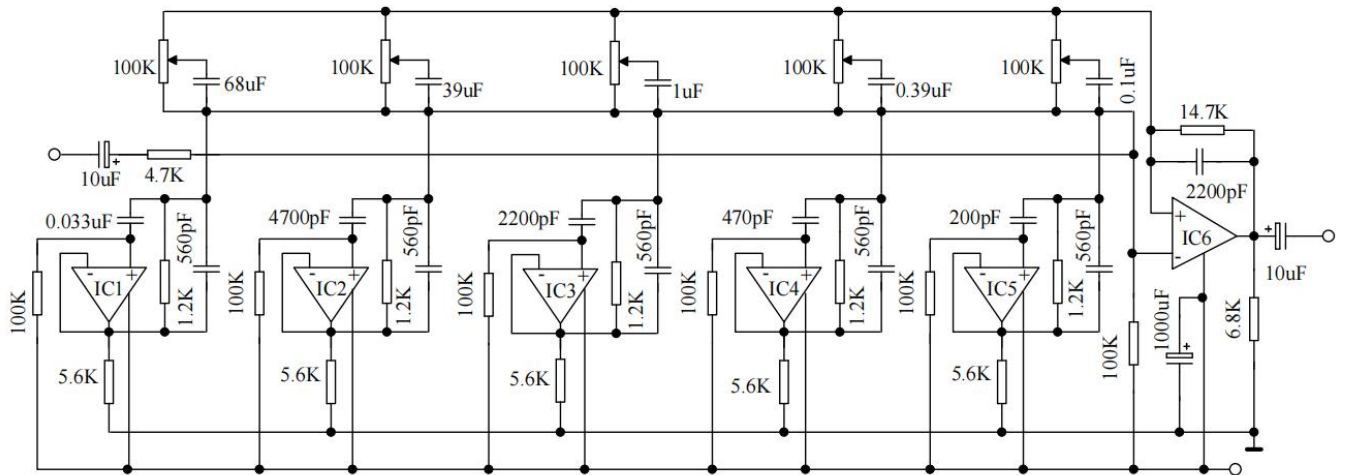 100K
68uF
100K
39uF
100K
1uF
100K
0.39uF
100K
0.1uF
14.7K
2200pF
10uF
4.7K
0.033uF
560pF
4700pF
560pF
2200pF
560pF
470pF
560pF
200pF
560pF
+
IC6
-
+
10uF
100K
- +
IC1
1.2K
100K
- +
IC2
1.2K
100K
- +
IC3
1.2K
100K
- +
IC4
1.2K
100K
- +
IC5
1.2K
100K
1000uF
+
6.8K
5.6K
5.6K
5.6K
5.6K
5.6K
+